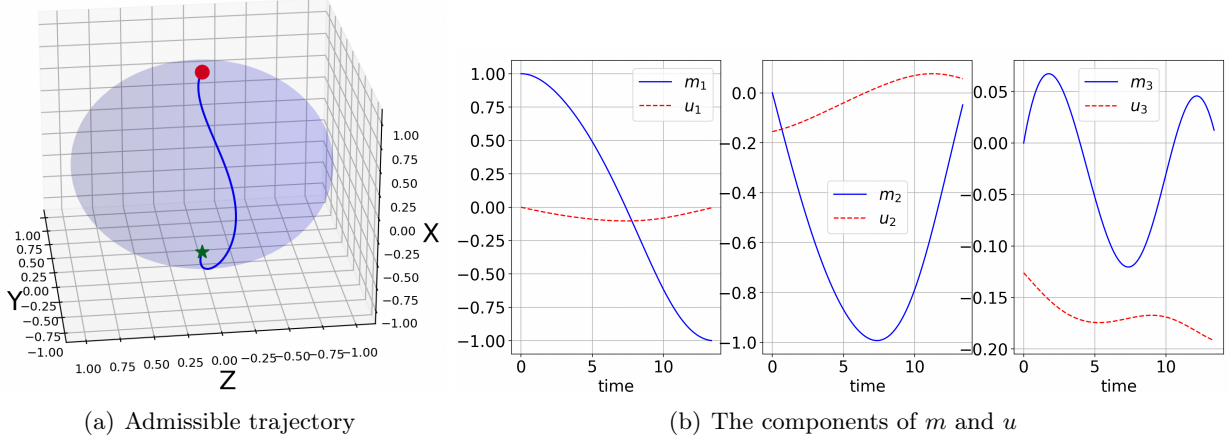 1.00
0.75
0.50
0.25
0.00
−0.25
−0.50
−0.75
−1.00
X
1.00
0.75
0.50
0.25
0.00
−0.25
−0.50
−0.75
−1.00
Y
1.00 0.75 0.50 0.25 0.00 −0.25 −0.50 −0.75 −1.00
Z
(a) Admissible trajectory
1.00
0.75
0.50
0.25
0.00
−0.25
−0.50
−0.75
−1.00
m1
u1
0 5 10
time
0.0
−0.2
−0.4
−0.6
−0.8
−1.0
m2
u2
0 5 10
time
0.05
0.00
−0.05
−0.10
−0.15
−0.20
m3
u3
0 5 10
time
(b) The components of m and u